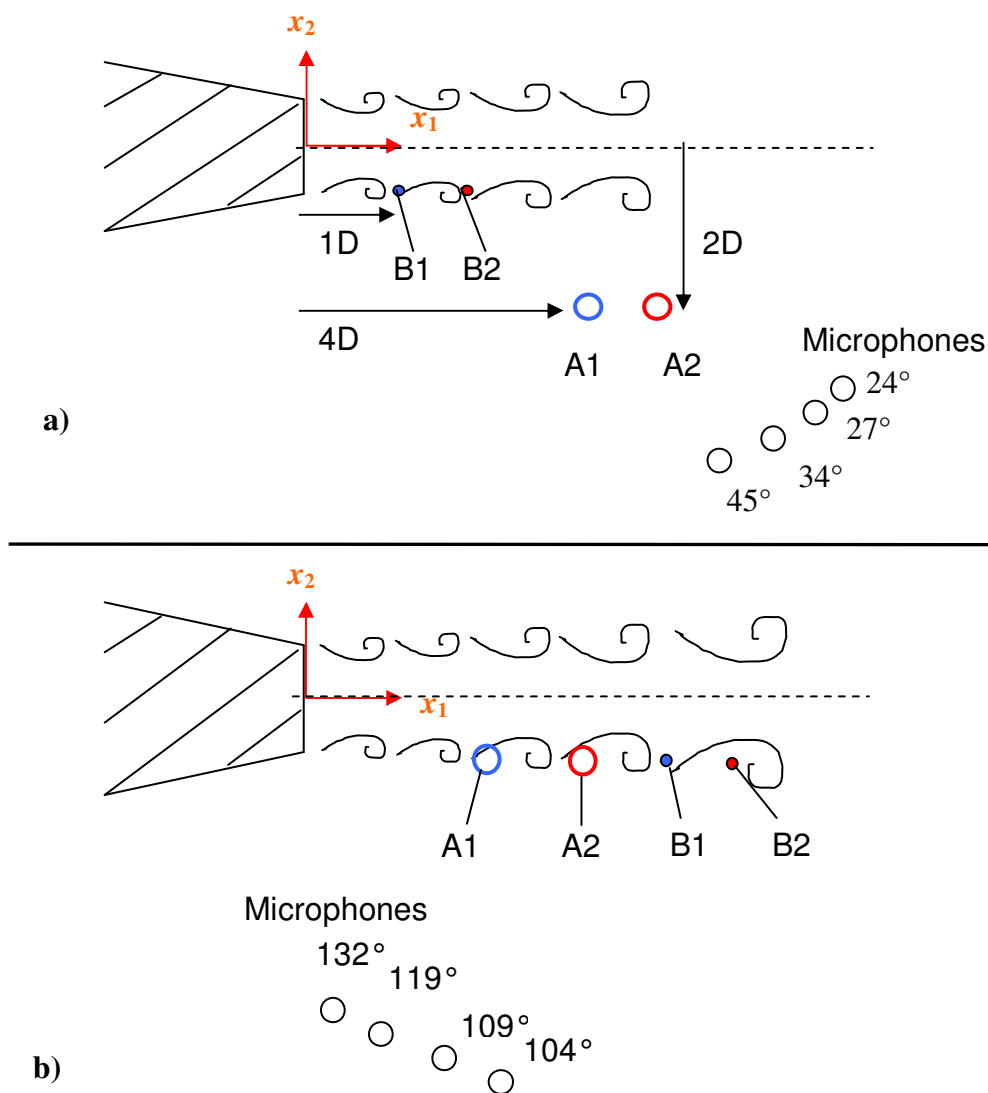 x2
x1
1D
B1
B2
2D
4D
A1
A2
Microphones
24°
27°
34°
45°
a)
x2
x1
A1
A2
B1
B2
Microphones
132°
119°
109°
104°
b)